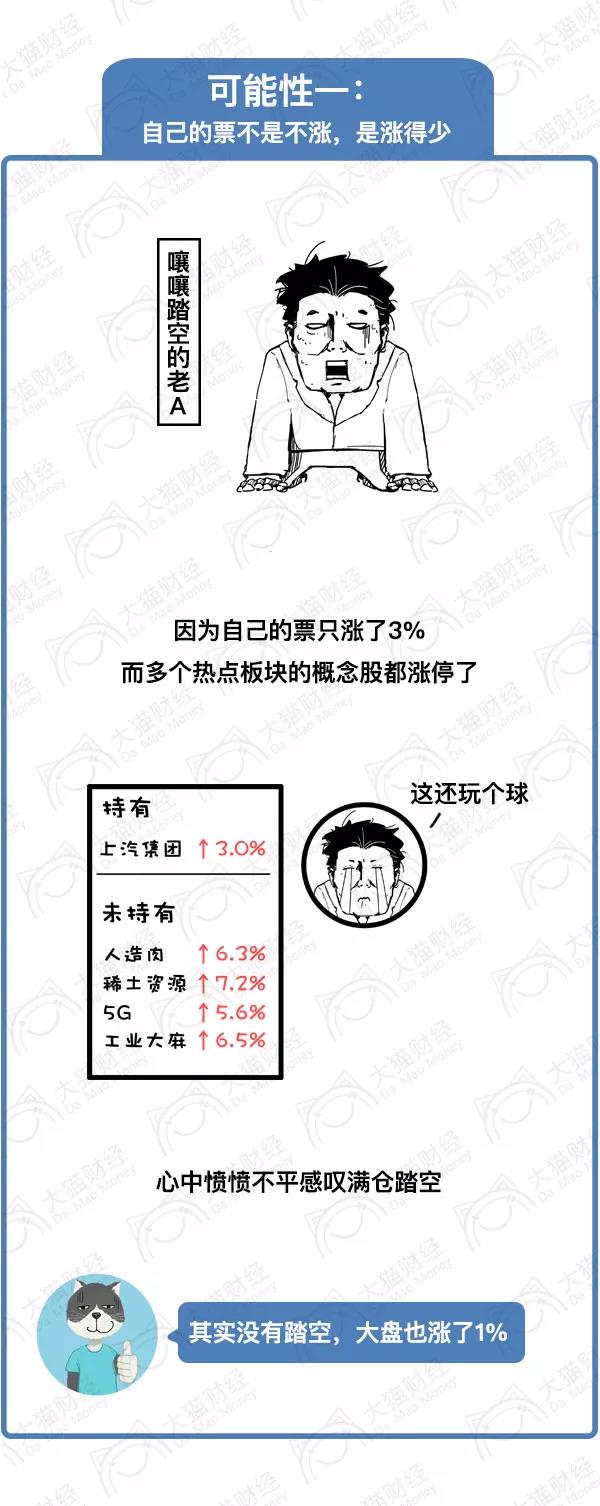 可能性一：
自己的票不是不涨，是涨得少
嚷嚷踏空的老A
因为自己的票只涨了3%
而多个热点板块的概念股都涨停了
这还玩个球
持有
上汽集团 ↑3.0%
未持有
人造肉 ↑6.3%
稀土资源 ↑7.2%
5G ↑5.6%
工业大麻 ↑6.5%
心中愤愤不平感叹满仓踏空
其实没有踏空，大盘也涨了1%
大猫财经
Da Mao Money